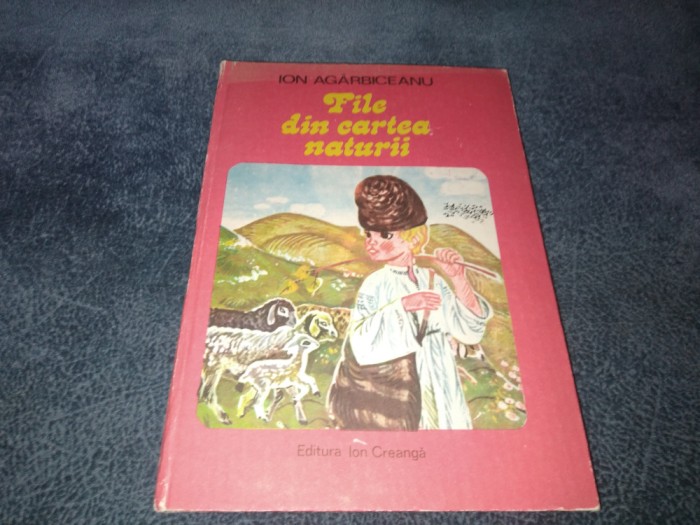 ION AGÂRBICEANU
File
din cartea
naturii
Editura Ion Creangă